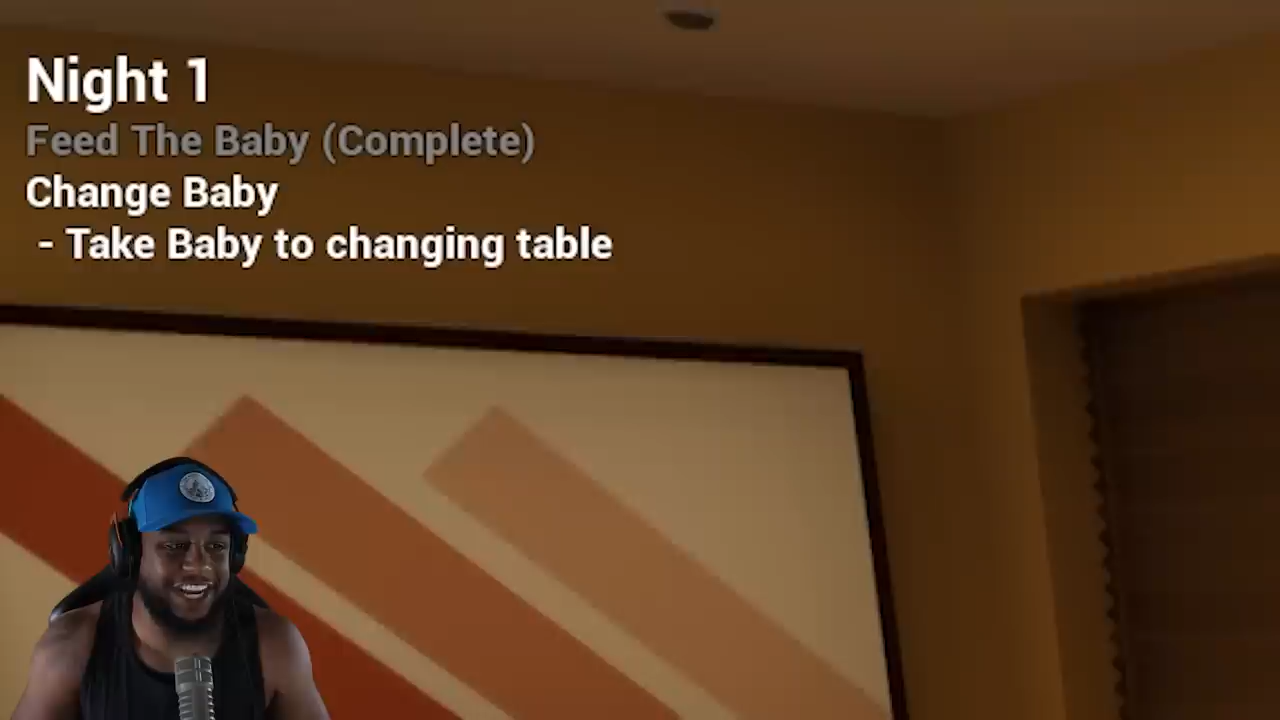 Night 1
Feed The Baby (Complete)
Change Baby
- Take Baby to changing table